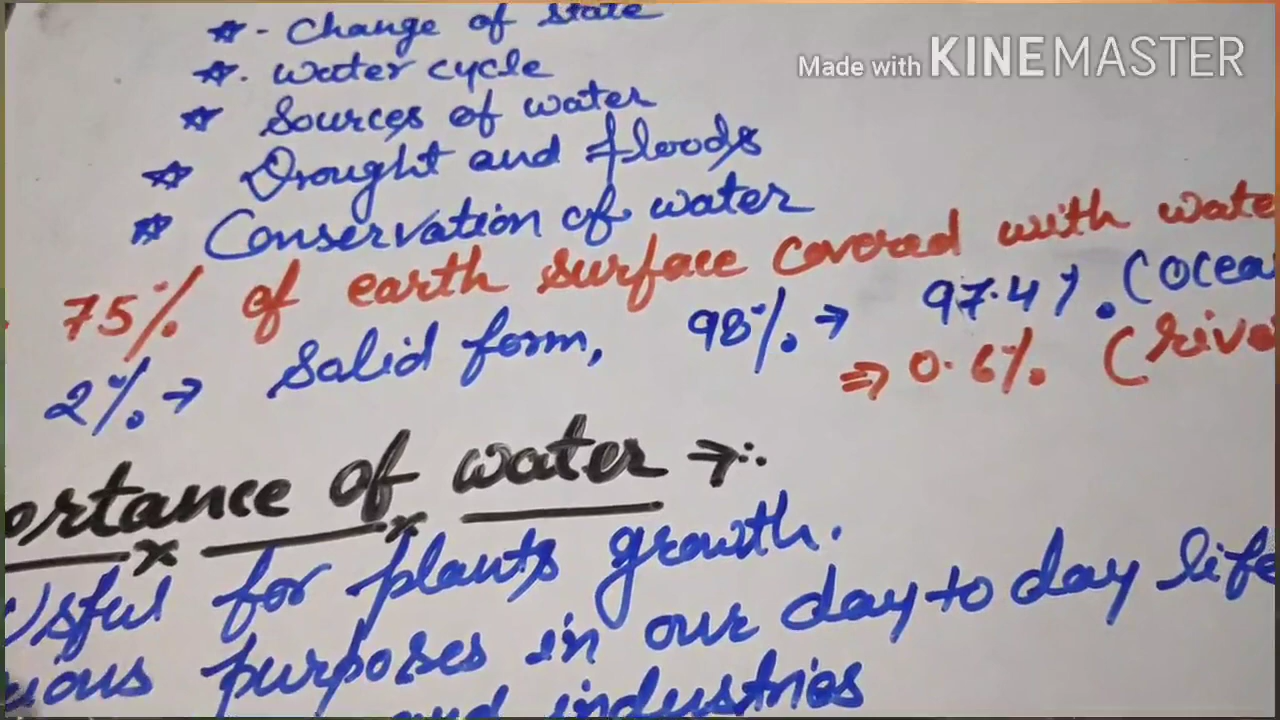 ☆ - Change of state
Made with KINEMASTER
☆. Water cycle
☆ Sources of water
☆ Drought and floods
☆ Conservation of water
75% of earth surface covered with wate
2% → Solid form, 98% → 97.4% (Ocea
⇒ 0.6% (rive
ortance of water →∴
Usful for plants growth.
ious purposes in our day to day life
and industries